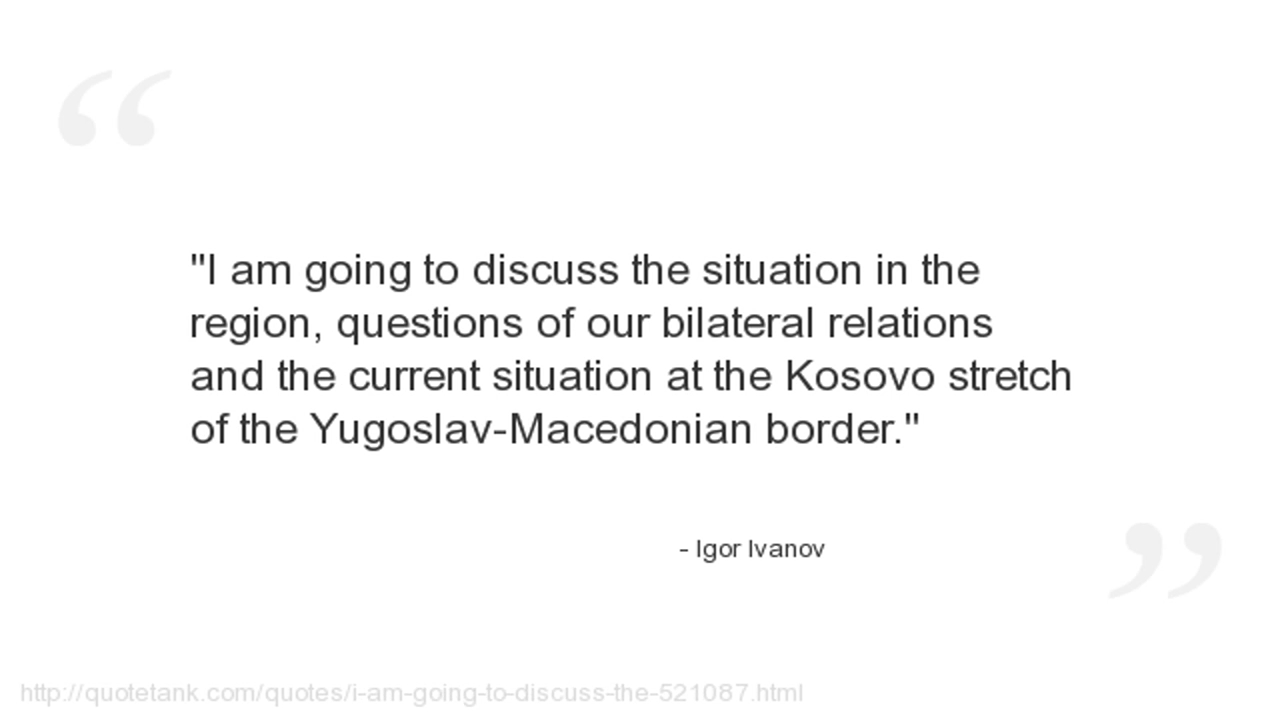 "I am going to discuss the situation in the
region, questions of our bilateral relations
and the current situation at the Kosovo stretch
of the Yugoslav-Macedonian border."
- Igor Ivanov
http://quotetank.com/quotes/i-am-going-to-discuss-the-521087.html